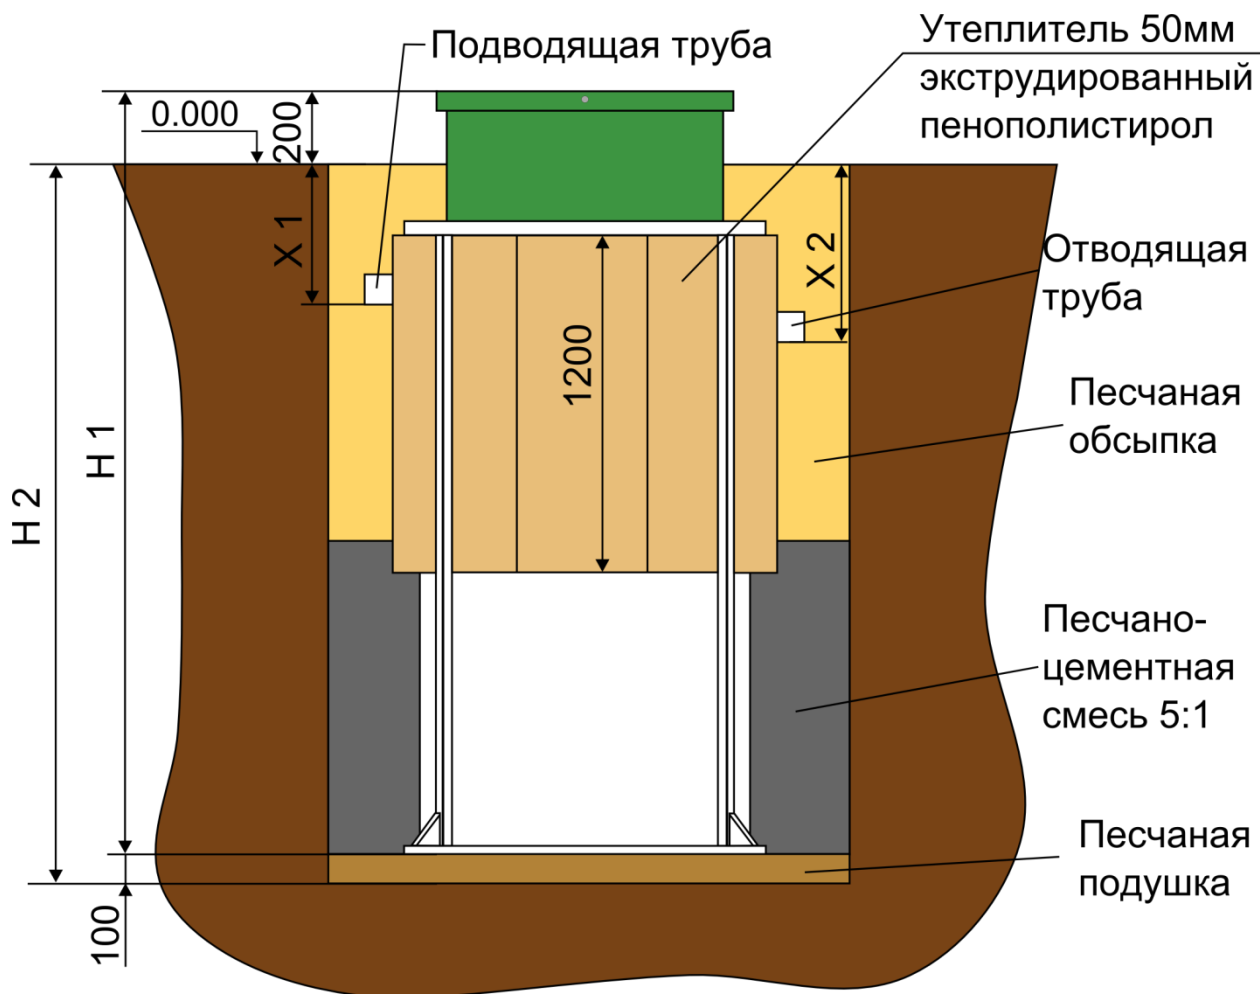 Подводящая труба
Утеплитель 50мм
экструдированный
пенополистирол
0.000
200
X 1
X 2
Отводящая
труба
1200
Песчаная
обсыпка
H 1
H 2
Песчано-
цементная
смесь 5:1
Песчаная
подушка
100